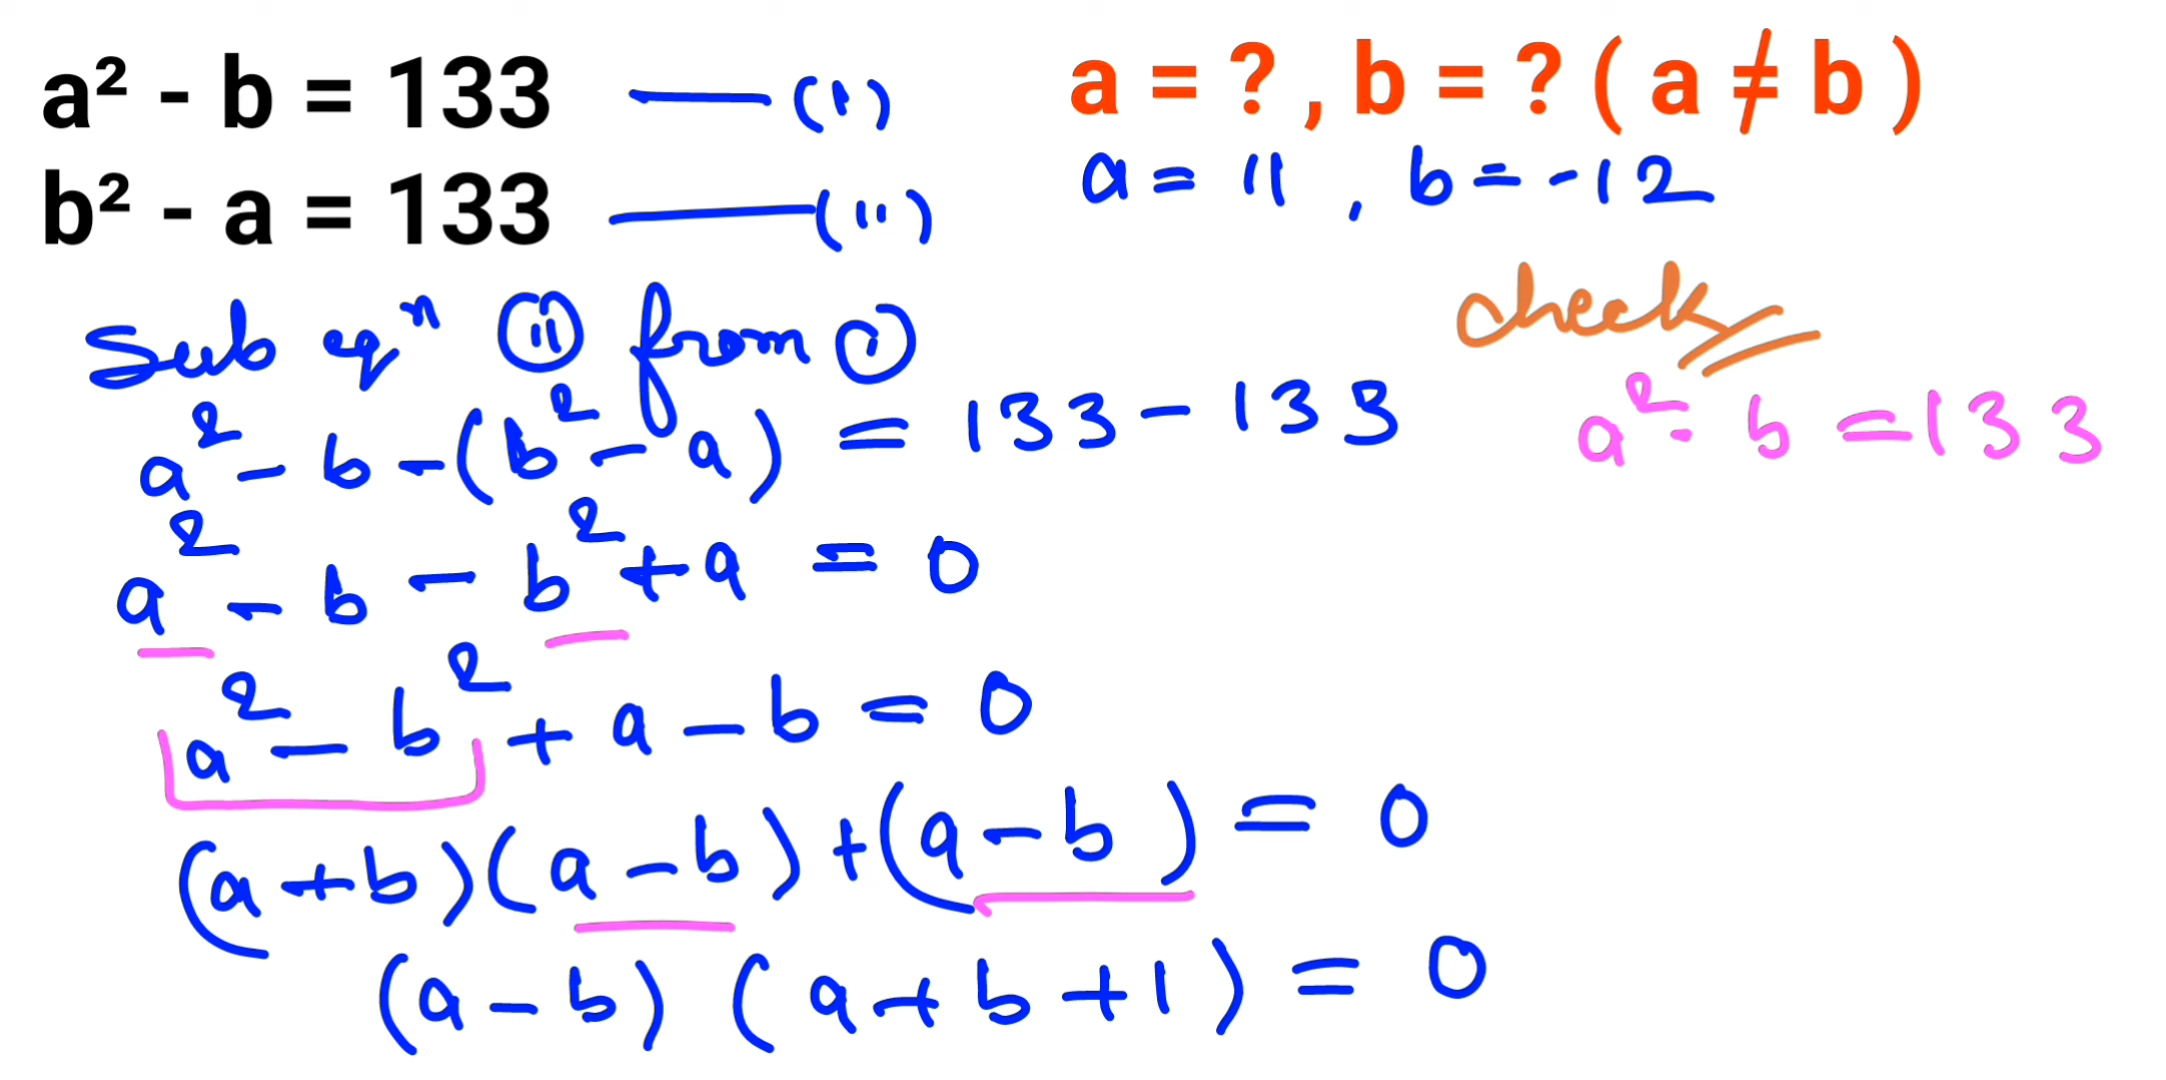 a² - b = 133 —(i)
a = ?, b = ? ( a ≠ b )
b² - a = 133 —(ii)
a = 11, b = -12
Sub eqⁿ (ii) from (i)
check
a² - b - (b² - a) = 133 - 133
a² - b = 133
a² - b - b² + a = 0
a² - b² + a - b = 0
(a+b)(a-b)+(a-b) = 0
(a-b)(a+b+1) = 0